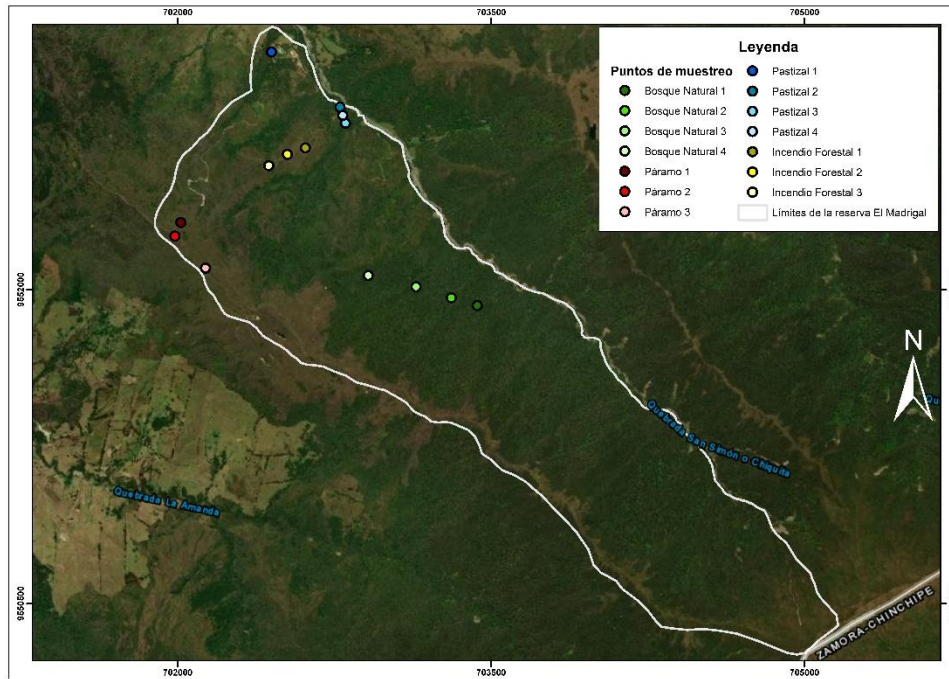 702000
703500
705000
Leyenda
Puntos de muestreo
Bosque Natural 1
Bosque Natural 2
Bosque Natural 3
Bosque Natural 4
Páramo 1
Páramo 2
Páramo 3
Pastizal 1
Pastizal 2
Pastizal 3
Pastizal 4
Incendio Forestal 1
Incendio Forestal 2
Incendio Forestal 3
Límites de la reserva El Madrigal
9552000
N
Qu
Quebrada San Simón o Chiquita
Quebrada La Amanda
9550500
ZAMORA-CHINCHIPE
702000
703500
705000